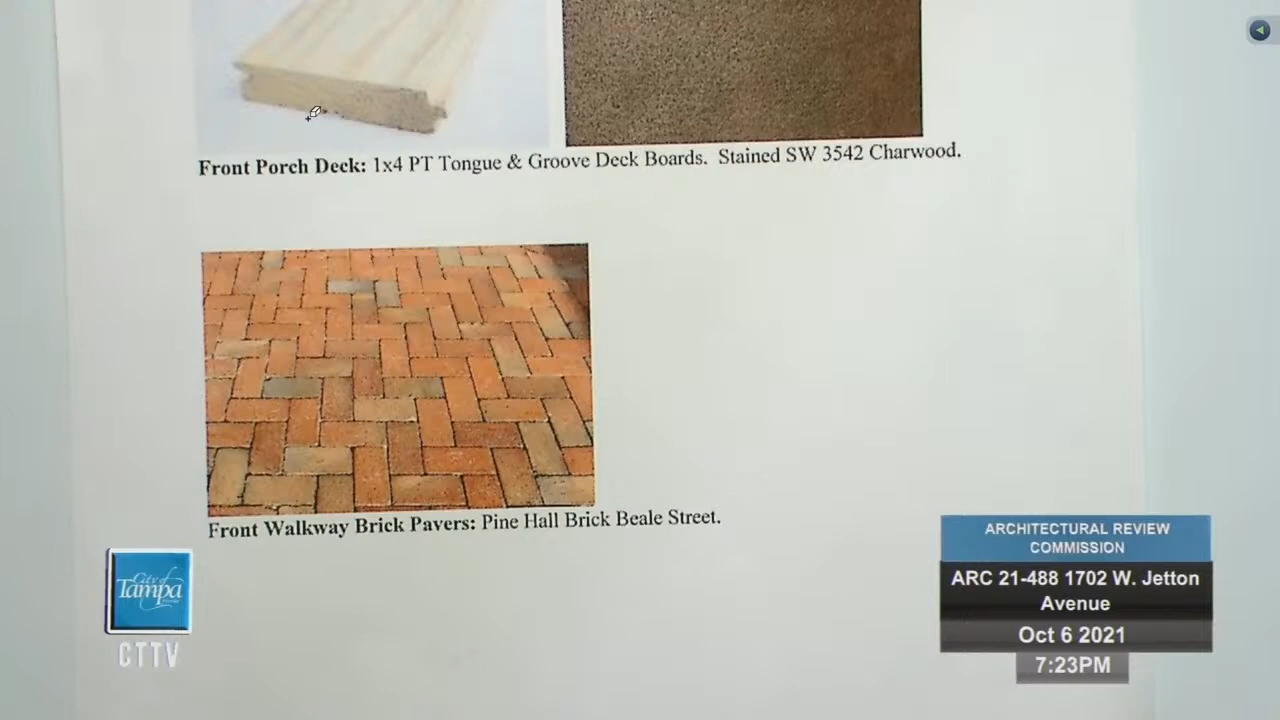 Front Porch Deck: 1x4 PT Tongue & Groove Deck Boards. Stained SW 3542 Charwood.
Front Walkway Brick Pavers: Pine Hall Brick Beale Street.
City of
Tampa
CTTV
ARCHITECTURAL REVIEW
COMMISSION
ARC 21-488 1702 W. Jetton
Avenue
Oct 6 2021
7:23PM